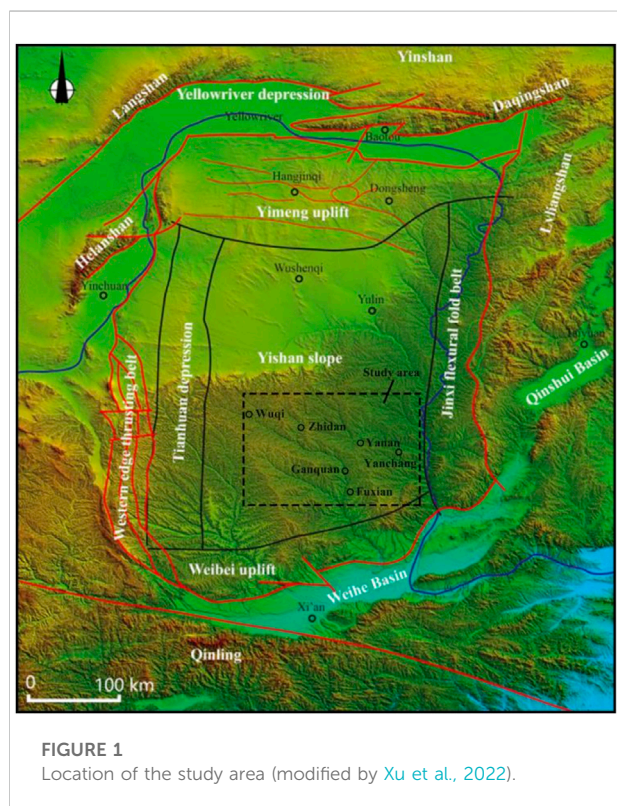 Yinshan
Langshan
Yellowriver depression
Daqingshan
Yellowriver
Baotou
Hangjinqi
Dongsheng
Lvliangshan
Yimeng uplift
Helanshan
Wushenqi
Yinchuan
Yulin
Jinxi flexural fold belt
Taiyuan
Yishan slope
Study area
Qinshui Basin
Tianhuan depression
Western edge thrusting belt
Wuqi
Zhidan
Yanan
Yanchang
Ganquan
Fuxian
Weibei uplift
Weihe Basin
Xi'an
Qinling
0 100 km
FIGURE 1
Location of the study area (modified by Xu et al., 2022).